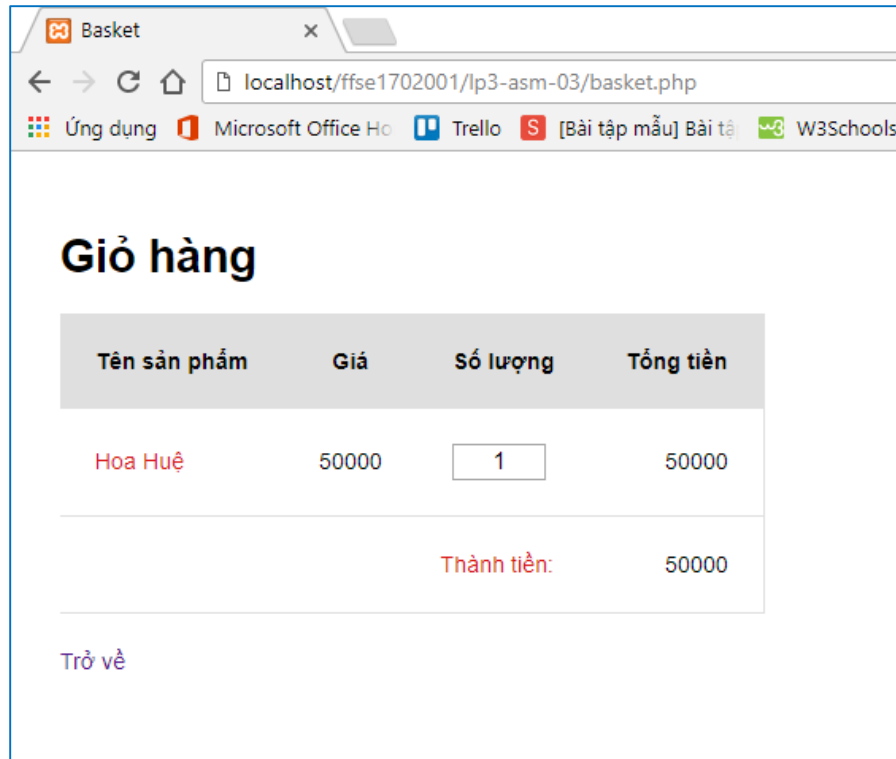 Basket
localhost/ffse1702001/lp3-asm-03/basket.php
Ứng dụng Microsoft Office Ho Trello [Bài tập mẫu] Bài tậ W3Schools
Giỏ hàng
Tên sản phẩm Giá Số lượng Tổng tiền
Hoa Huệ 50000 1 50000
Thành tiền: 50000
Trở về